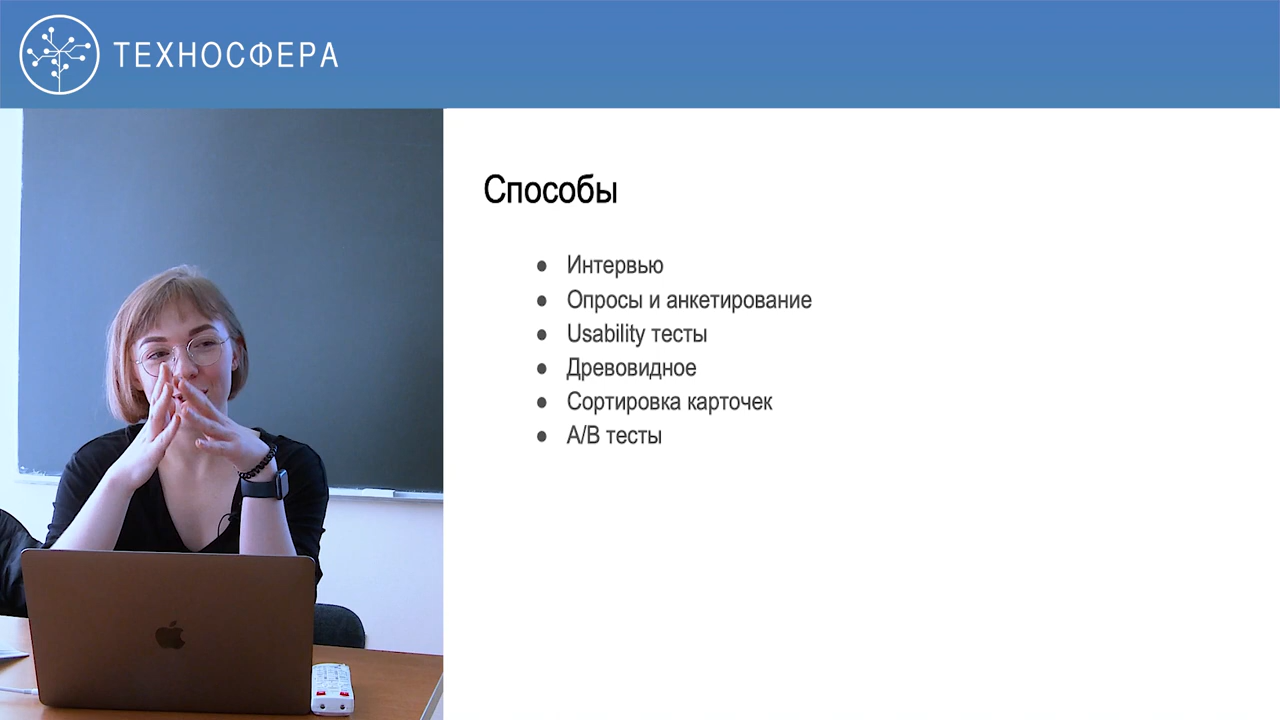 ТЕХНОСФЕРА
Способы
● Интервью
● Опросы и анкетирование
● Usability тесты
● Древовидное
● Сортировка карточек
● A/B тесты